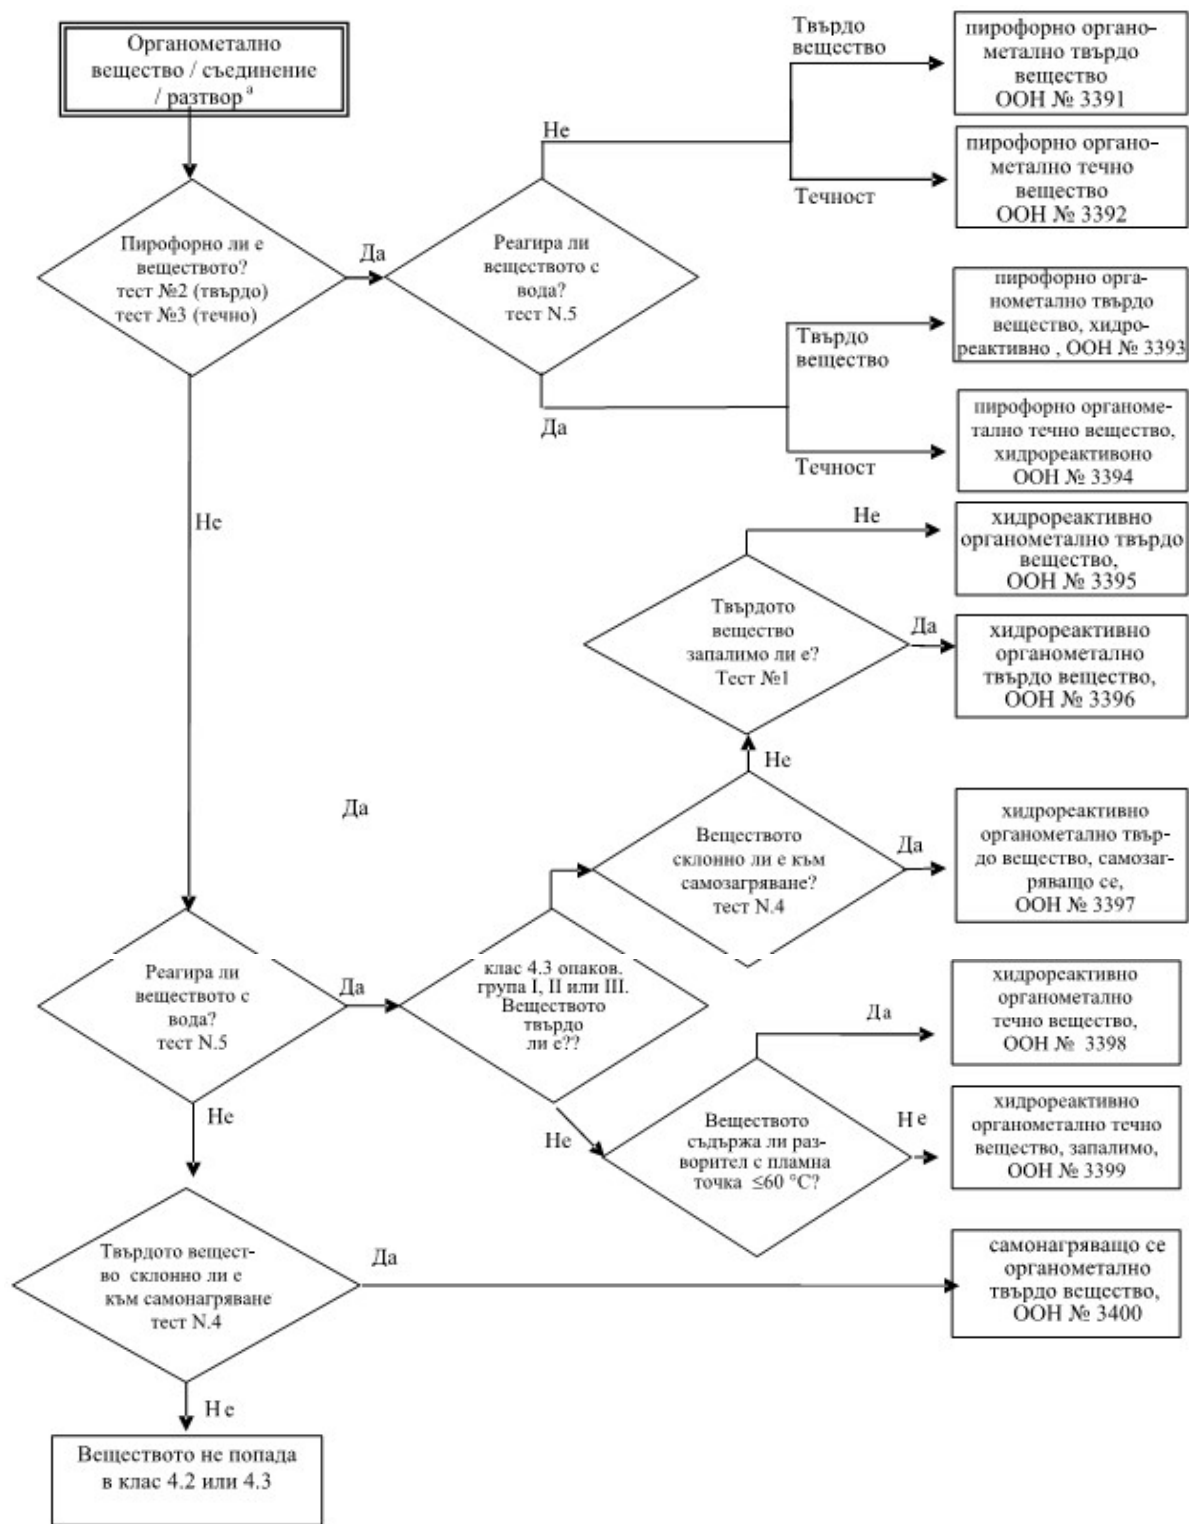 Органометално
вещество / съединение
/ разтвор а
Твърдо
вещество
пирофорно органо-
метално твърдо
вещество
ООН № 3391
Не
пирофорно органо-
метално течно
вещество
ООН № 3392
Течност
Пирофорно ли е
веществото?
тест №2 (твърдо)
тест №3 (течно)
Да
Реагира ли
веществото с
вода?
тест N.5
пирофорно орга-
нометално твърдо
вещество, хидро-
реактивно , ООН № 3393
Твърдо
вещество
Да
пирофорно органоме-
тално течно вещество,
хидрореактивоно
ООН № 3394
Течност
Не
Не
хидрореактивно
органометално твърдо
вещество,
ООН № 3395
Твърдото
вещество
запалимо ли е?
Тест №1
Да
хидрореактивно
органометално
твърдо вещество,
ООН № 3396
Не
Да
Веществото
склонно ли е към
самозагряване?
тест N.4
Да
хидрореактивно
органометално твър-
до вещество, самозаг-
ряващо се,
ООН № 3397
Реагира ли
веществото с
вода?
тест N.5
Да
клас 4.3 опаков.
група I, II или III.
Веществото
твърдо
ли е??
Да
хидрореактивно
органометално
течно вещество,
ООН № 3398
Не
Не
Веществото
съдържа ли раз-
ворител с пламна
точка ≤60 °C?
Не
хидрореактивно
органометално течно
вещество, запалимо,
ООН № 3399
Твърдото вещест-
во склонно ли е
към самонагряване
тест N.4
Да
самонагряващо се
органометално
твърдо вещество,
ООН № 3400
Не
Веществото не попада
в клас 4.2 или 4.3